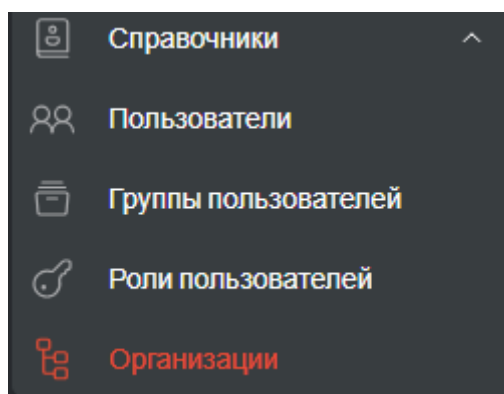 Справочники
Пользователи
Группы пользователей
Роли пользователей
Организации